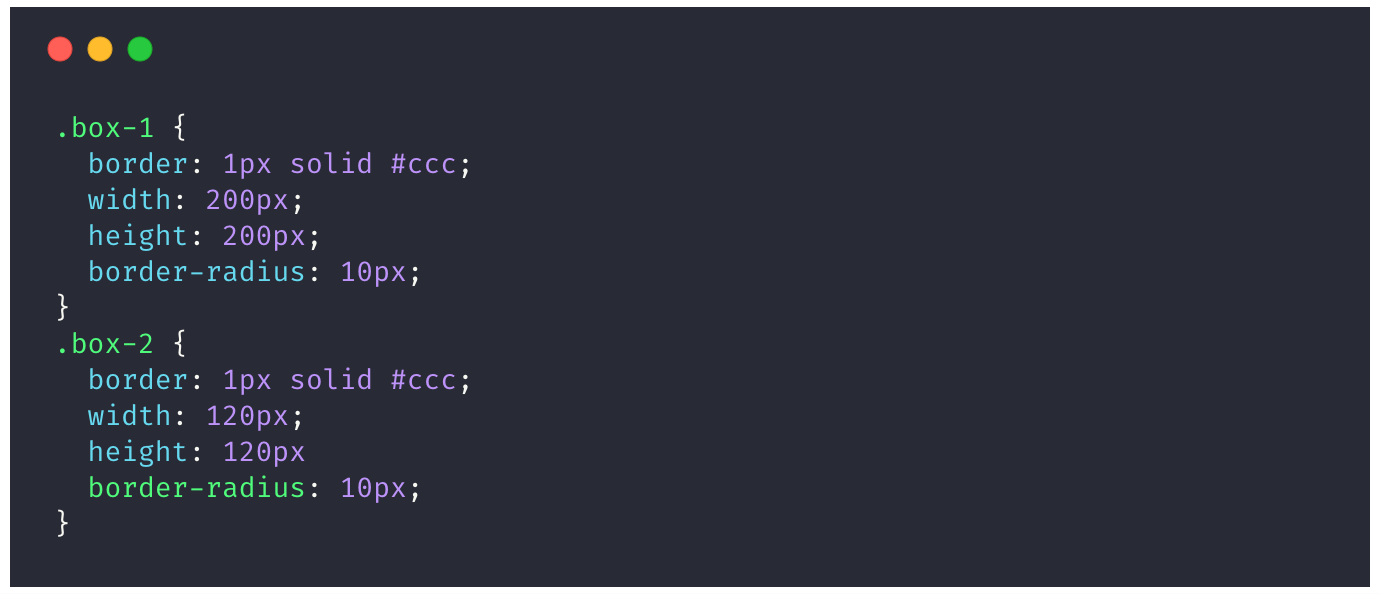 .box-1 {
  border: 1px solid #ccc;
  width: 200px;
  height: 200px;
  border-radius: 10px;
}
.box-2 {
  border: 1px solid #ccc;
  width: 120px;
  height: 120px
  border-radius: 10px;
}